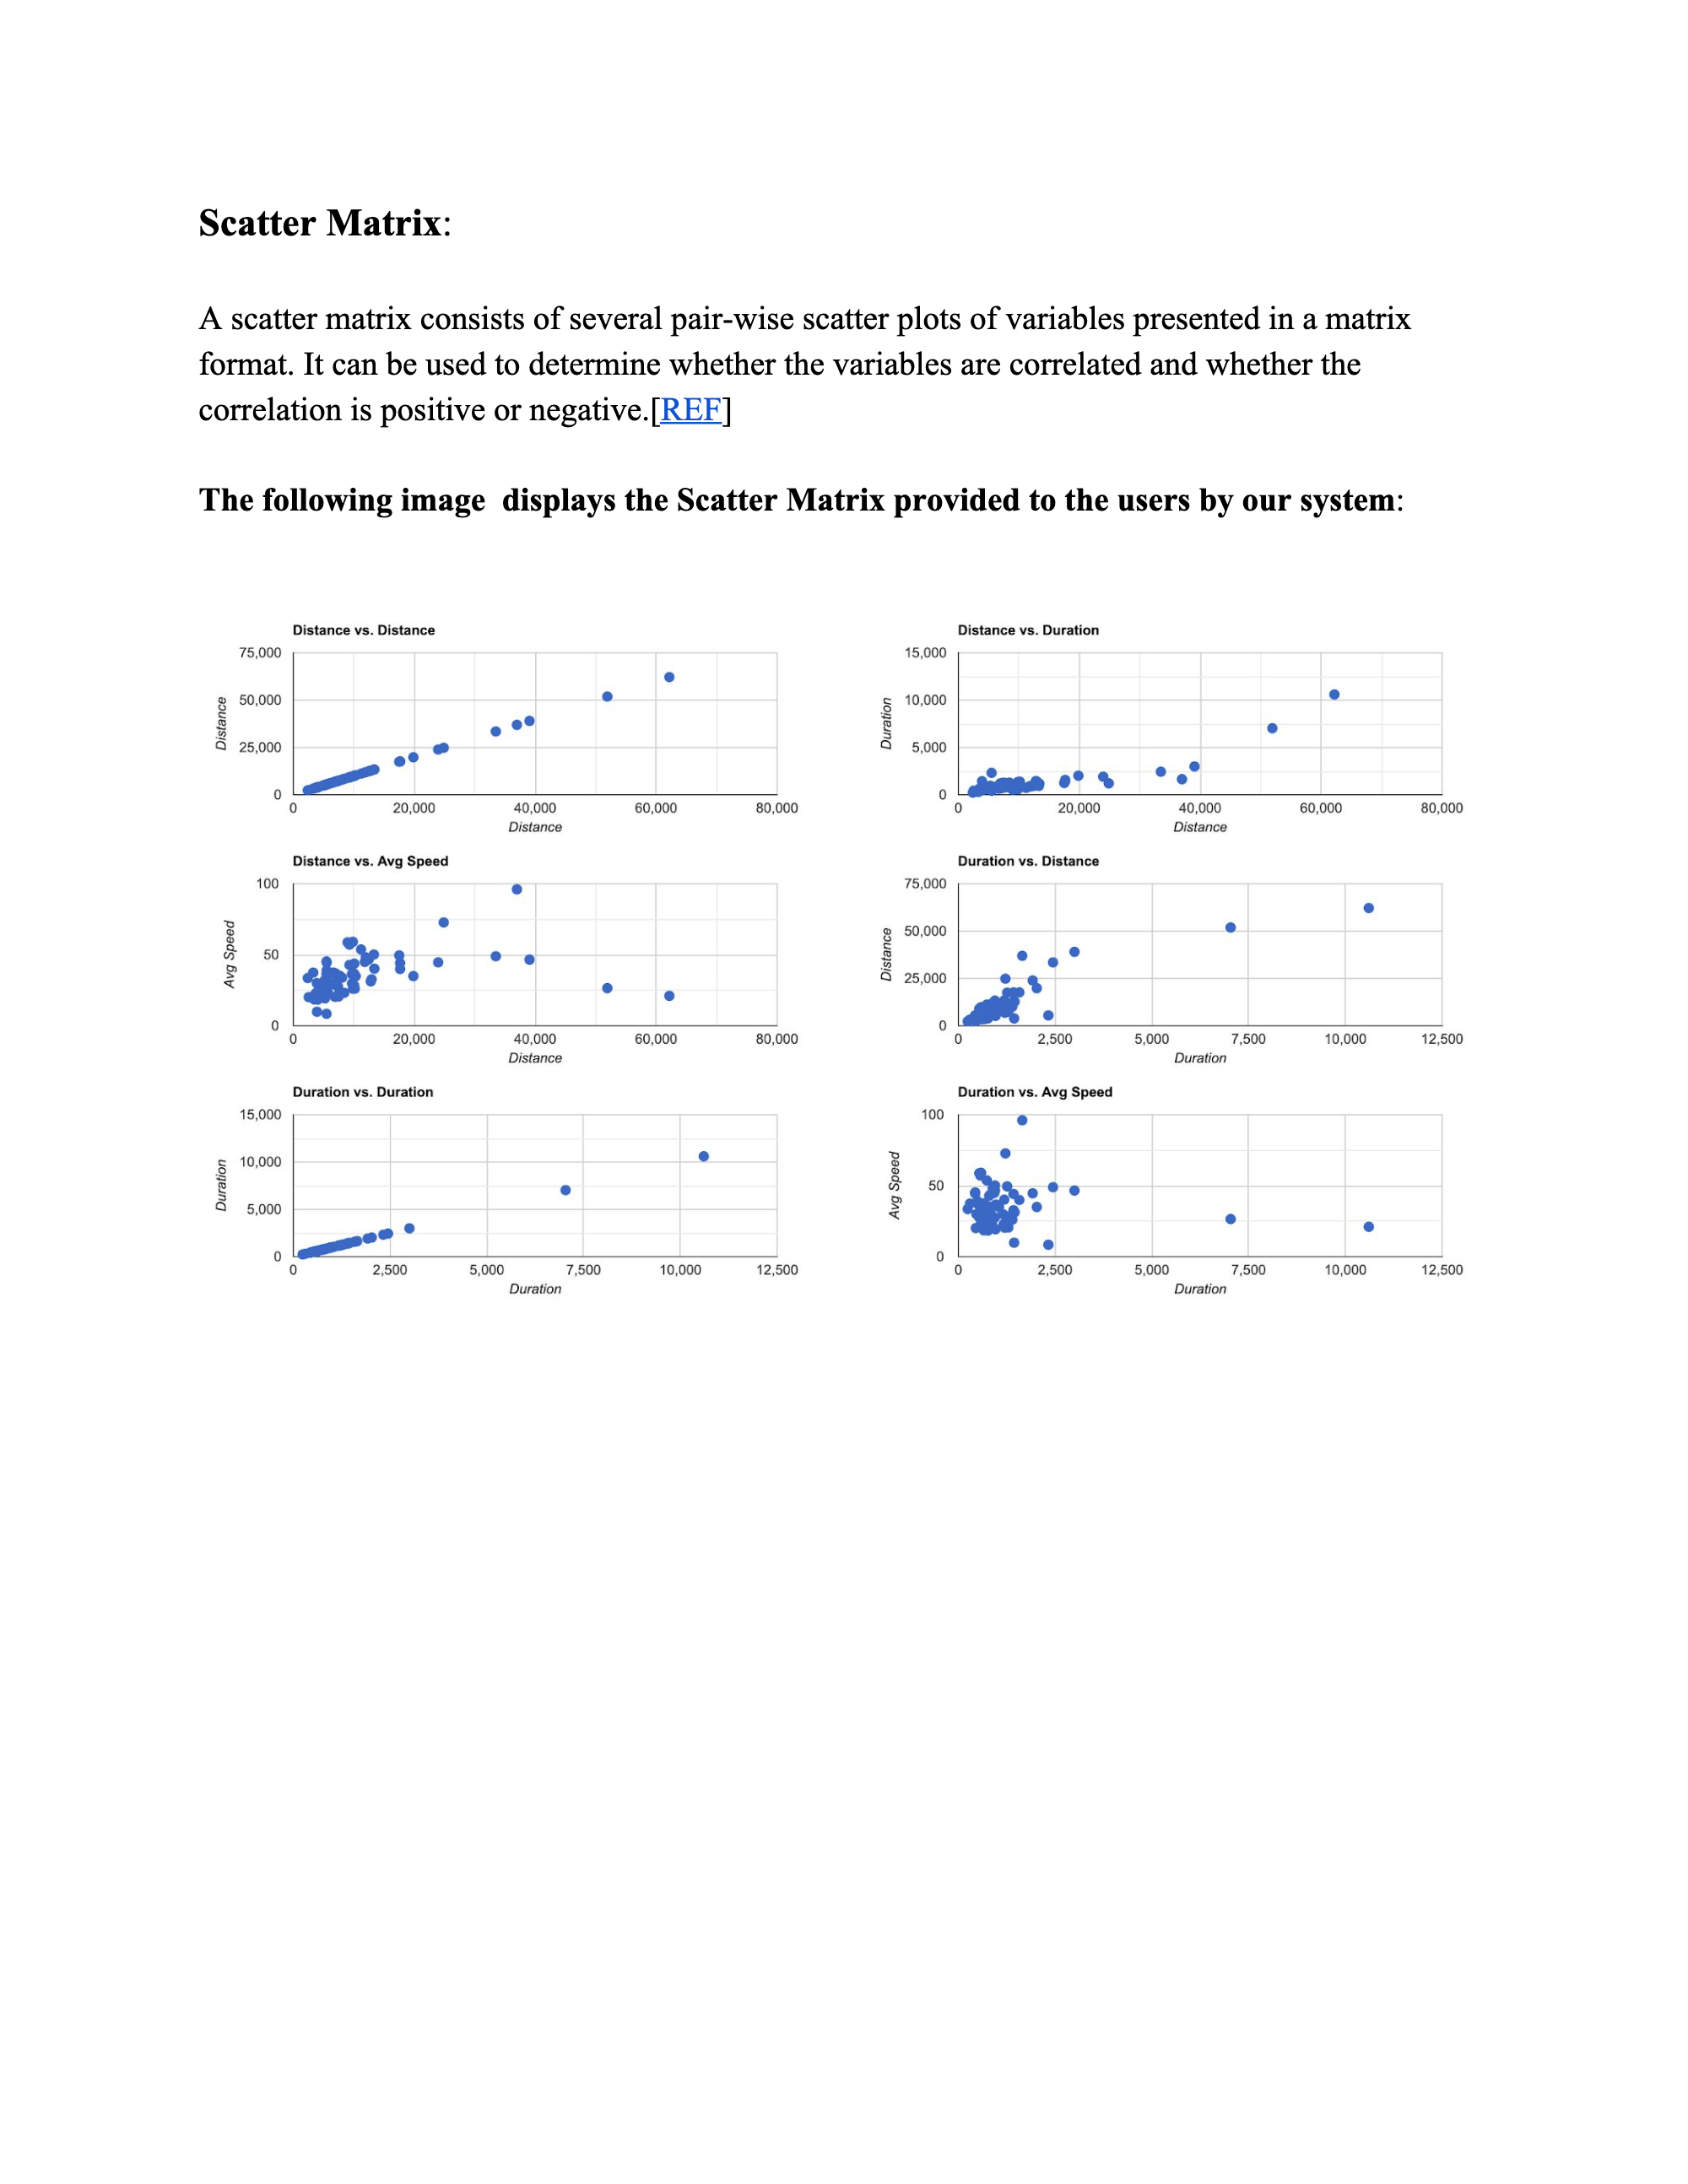 Scatter Matrix:
A scatter matrix consists of several pair-wise scatter plots of variables presented in a matrix
format. It can be used to determine whether the variables are correlated and whether the
correlation is positive or negative.[REF]
The following image  displays the Scatter Matrix provided to the users by our system:
Distance vs. Distance
75,000
50,000
25,000
0
Distance
0 20,000 40,000 60,000 80,000
Distance
Distance vs. Duration
15,000
10,000
5,000
0
Duration
0 20,000 40,000 60,000 80,000
Distance
Distance vs. Avg Speed
100
50
0
Avg Speed
0 20,000 40,000 60,000 80,000
Distance
Duration vs. Distance
75,000
50,000
25,000
0
Distance
0 2,500 5,000 7,500 10,000 12,500
Duration
Duration vs. Duration
15,000
10,000
5,000
0
Duration
0 2,500 5,000 7,500 10,000 12,500
Duration
Duration vs. Avg Speed
100
50
0
Avg Speed
0 2,500 5,000 7,500 10,000 12,500
Duration